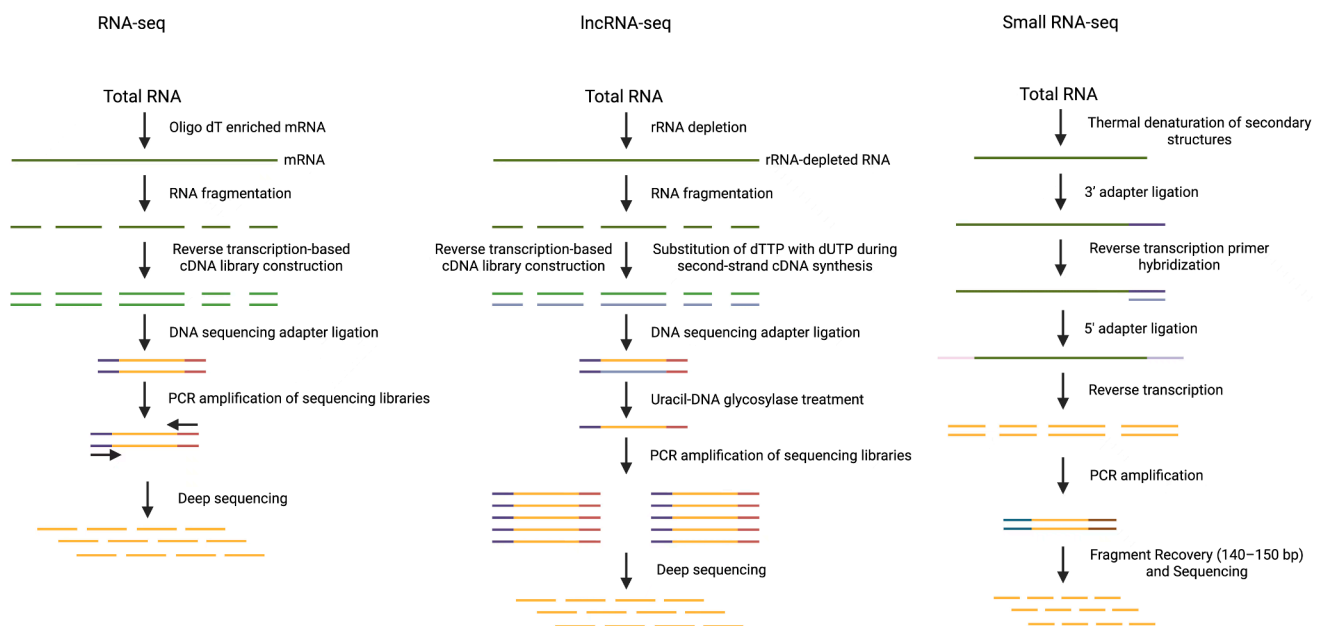 RNA-seq
Total RNA
Oligo dT enriched mRNA
mRNA
RNA fragmentation
Reverse transcription-based
cDNA library construction
DNA sequencing adapter ligation
PCR amplification of sequencing libraries
Deep sequencing
lncRNA-seq
Total RNA
rRNA depletion
rRNA-depleted RNA
RNA fragmentation
Reverse transcription-based
cDNA library construction
Substitution of dTTP with dUTP during
second-strand cDNA synthesis
DNA sequencing adapter ligation
Uracil-DNA glycosylase treatment
PCR amplification of sequencing libraries
Deep sequencing
Small RNA-seq
Total RNA
Thermal denaturation of secondary
structures
3’ adapter ligation
Reverse transcription primer
hybridization
5' adapter ligation
Reverse transcription
PCR amplification
Fragment Recovery (140–150 bp)
and Sequencing